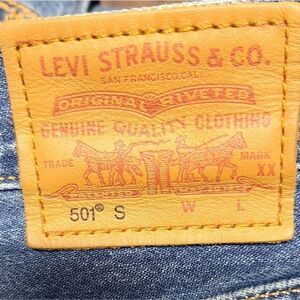 LEVI STRAUSS & CO.
SAN FRANCISCO, CAL.
ORIGINAL RIVETED
GENUINE QUALITY CLOTHING
TRADE MARK
XX
501® S W L